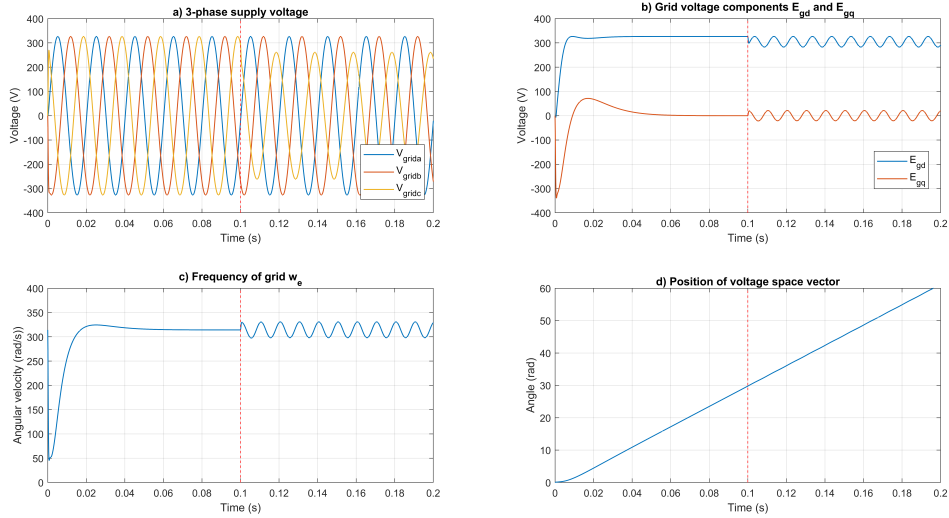 a) 3-phase supply voltage
400
300
200
100
0
-100
-200
-300
-400
Voltage (V)
0 0.02 0.04 0.06 0.08 0.1 0.12 0.14 0.16 0.18 0.2
Time (s)
V_grida
V_gridb
V_gridc
b) Grid voltage components E_gd and E_gq
400
300
200
100
0
-100
-200
-300
-400
Voltage (V)
0 0.02 0.04 0.06 0.08 0.1 0.12 0.14 0.16 0.18 0.2
Time (s)
E_gd
E_gq
c) Frequency of grid w_e
400
350
300
250
200
150
100
50
0
Angular velocity (rad/s))
0 0.02 0.04 0.06 0.08 0.1 0.12 0.14 0.16 0.18 0.2
Time (s)
d) Position of voltage space vector
60
50
40
30
20
10
0
Angle (rad)
0 0.02 0.04 0.06 0.08 0.1 0.12 0.14 0.16 0.18 0.2
Time (s)